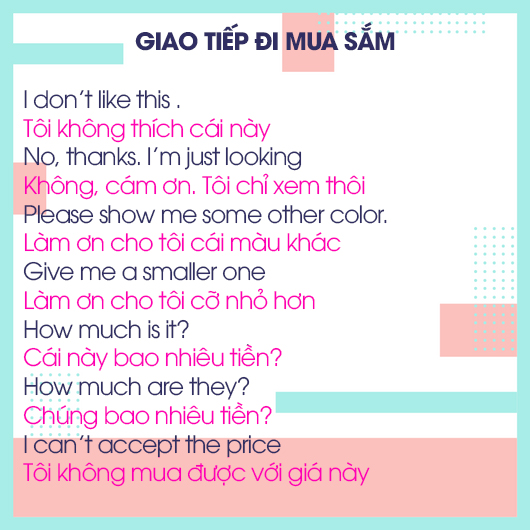 GIAO TIẾP ĐI MUA SẮM
I don't like this .
Tôi không thích cái này
No, thanks. I'm just looking
Không, cám ơn. Tôi chỉ xem thôi
Please show me some other color.
Làm ơn cho tôi cái màu khác
Give me a smaller one
Làm ơn cho tôi cỡ nhỏ hơn
How much is it?
Cái này bao nhiêu tiền?
How much are they?
Chúng bao nhiêu tiền?
I can't accept the price
Tôi không mua được với giá này